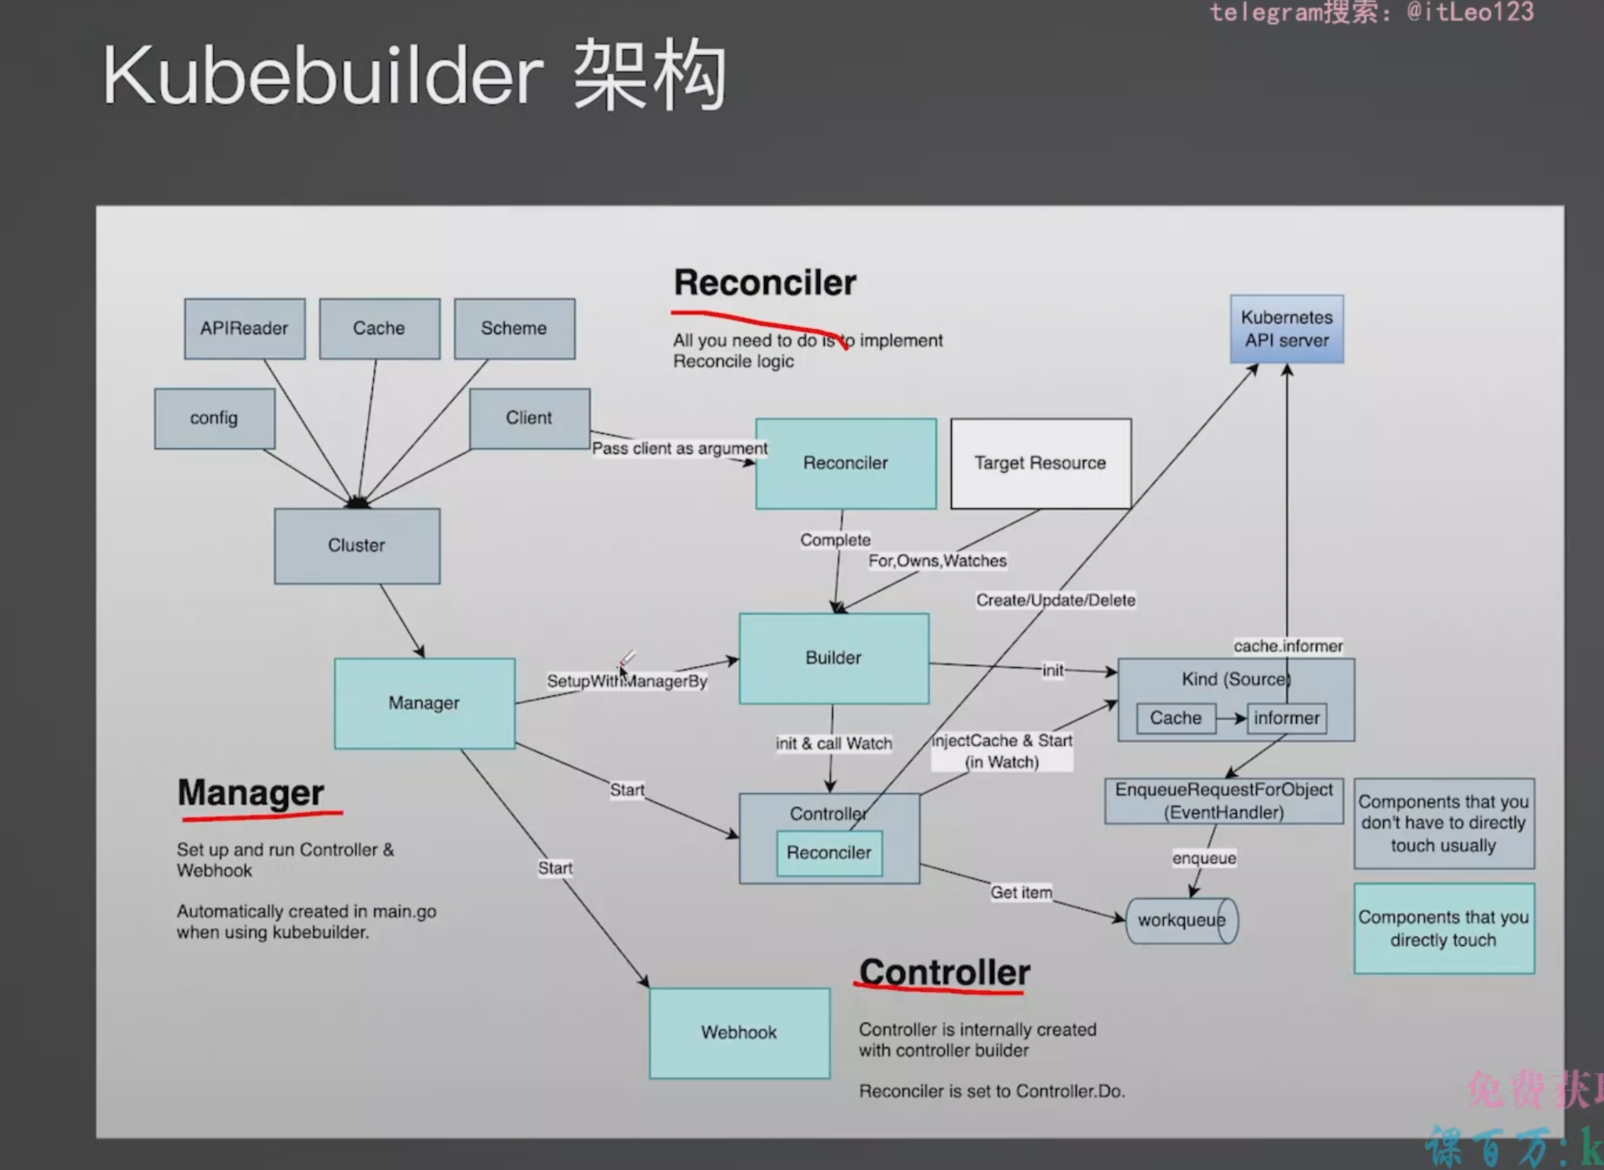 telegram搜索：@itLeo123
Kubebuilder 架构
Reconciler
All you need to do is to implement
Reconcile logic
APIReader
Cache
Scheme
Kubernetes
API server
config
Client
Pass client as argument
Reconciler
Target Resource
Complete
For,Owns,Watches
Cluster
Create/Update/Delete
cache.informer
Builder
init
Kind (Source)
Cache
informer
SetupWithManagerBy
Manager
init & call Watch
InjectCache & Start
(in Watch)
Start
Manager
Set up and run Controller &
Webhook
Automatically created in main.go
when using kubebuilder.
Controller
Reconciler
EnqueueRequestForObject
(EventHandler)
Components that you
don't have to directly
touch usually
enqueue
Start
Get item
workqueue
Components that you
directly touch
Controller
Webhook
Controller is internally created
with controller builder
Reconciler is set to Controller.Do.
免费获
课百万:k